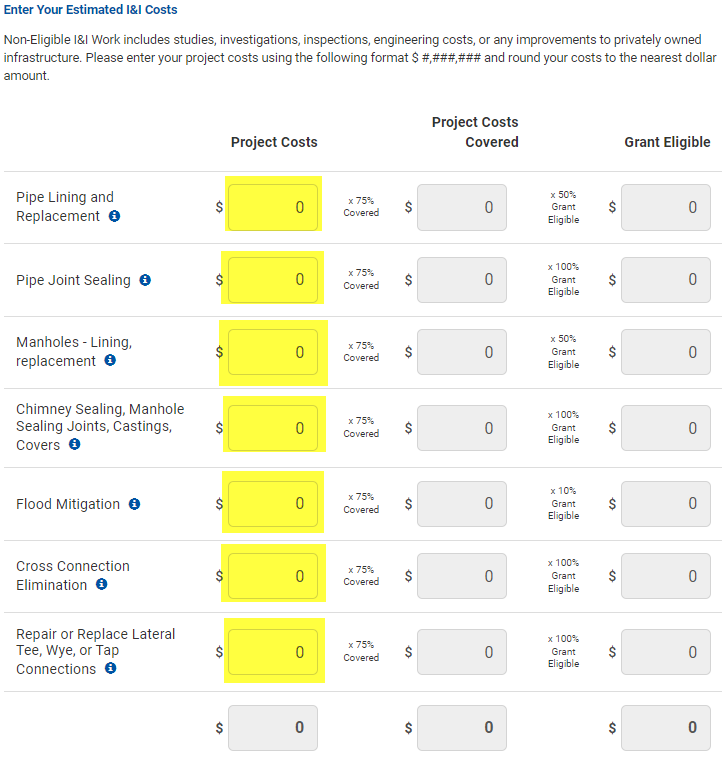 Enter Your Estimated I&I Costs
Non-Eligible I&I Work includes studies, investigations, inspections, engineering costs, or any improvements to privately owned
infrastructure. Please enter your project costs using the following format $ #,###,### and round your costs to the nearest dollar
amount.
Project Costs
Project Costs
Covered
Grant Eligible
Pipe Lining and
Replacement
$ 0
x 75%
Covered
$ 0
x 50%
Grant
Eligible
$ 0
Pipe Joint Sealing
$ 0
x 75%
Covered
$ 0
x 100%
Grant
Eligible
$ 0
Manholes - Lining,
replacement
$ 0
x 75%
Covered
$ 0
x 50%
Grant
Eligible
$ 0
Chimney Sealing, Manhole
Sealing Joints, Castings,
Covers
$ 0
x 75%
Covered
$ 0
x 100%
Grant
Eligible
$ 0
Flood Mitigation
$ 0
x 75%
Covered
$ 0
x 10%
Grant
Eligible
$ 0
Cross Connection
Elimination
$ 0
x 75%
Covered
$ 0
x 100%
Grant
Eligible
$ 0
Repair or Replace Lateral
Tee, Wye, or Tap
Connections
$ 0
x 75%
Covered
$ 0
x 100%
Grant
Eligible
$ 0
$ 0
$ 0
$ 0